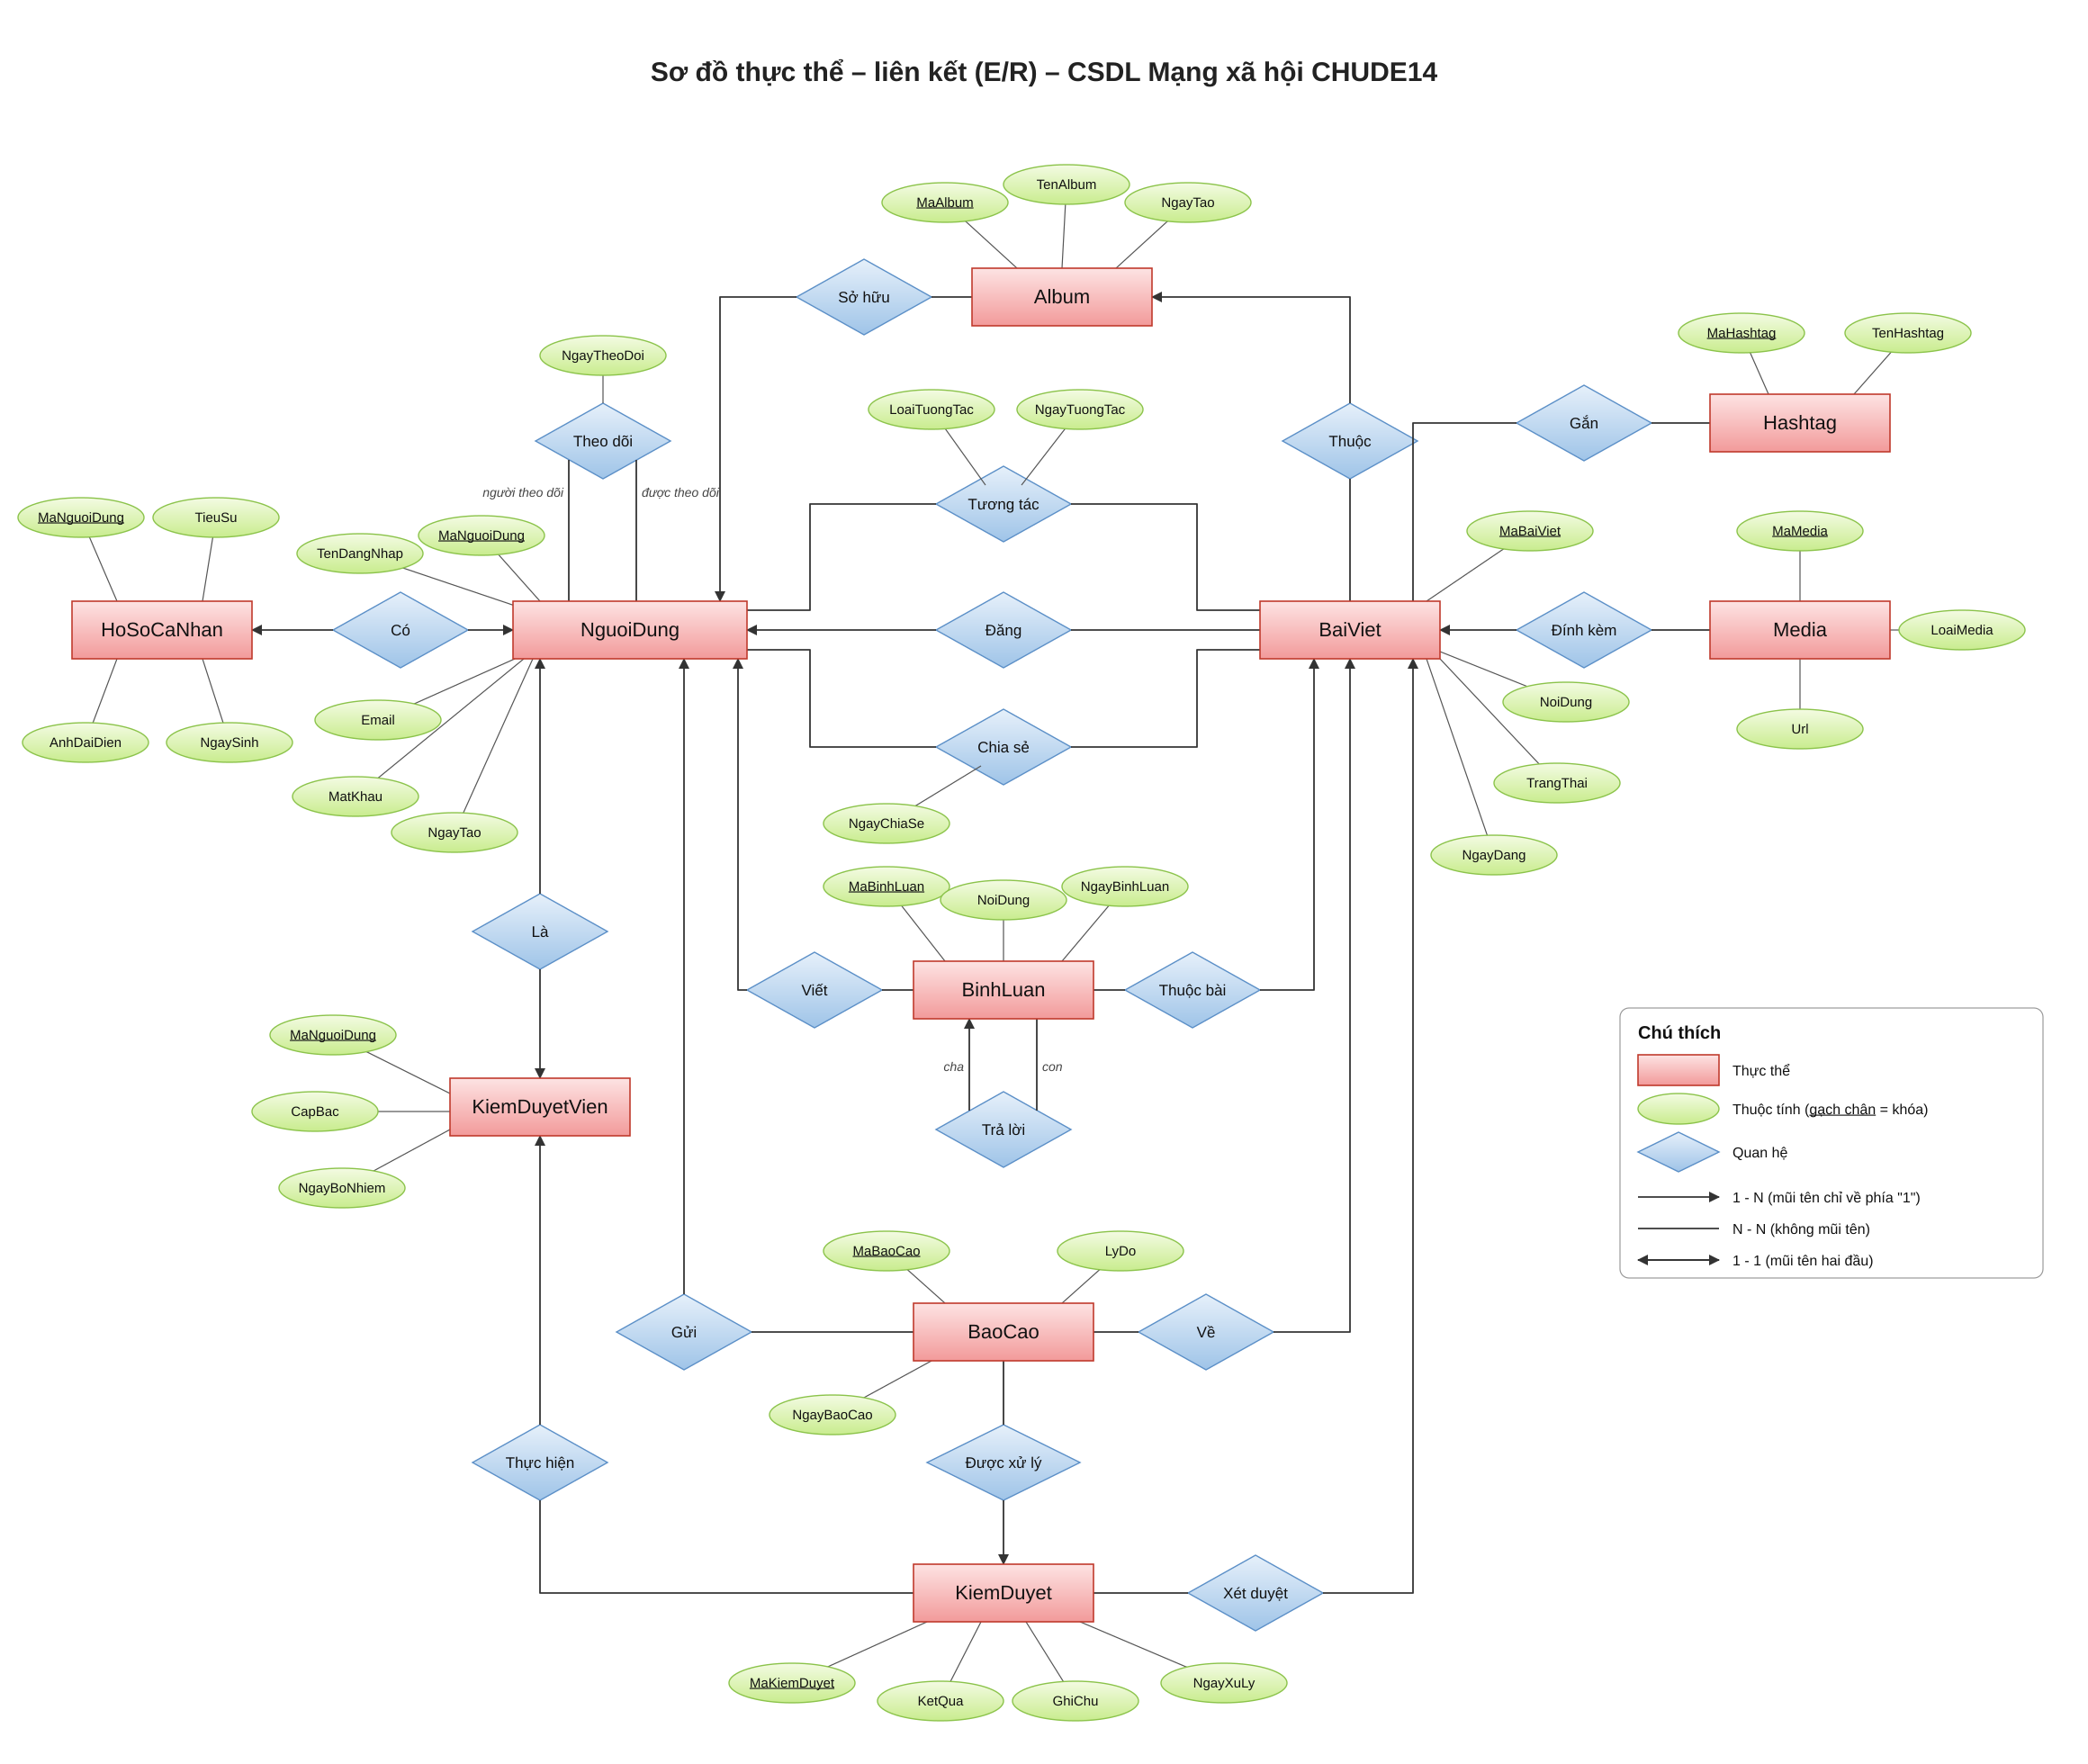 Sơ đồ thực thể – liên kết (E/R) – CSDL Mạng xã hội CHUDE14
TenAlbum
MaAlbum
NgayTao
Sở hữu
Album
MaHashtag
TenHashtag
NgayTheoDoi
LoaiTuongTac
NgayTuongTac
Gắn
Hashtag
Theo dõi
Thuộc
người theo dõi
được theo dõi
Tương tác
MaNguoiDung
TieuSu
TenDangNhap
MaNguoiDung
MaBaiViet
MaMedia
HoSoCaNhan
Có
NguoiDung
Đăng
BaiViet
Đính kèm
Media
LoaiMedia
NoiDung
Email
AnhDaiDien
NgaySinh
Chia sẻ
Url
MatKhau
TrangThai
NgayTao
NgayChiaSe
NgayDang
MaBinhLuan
NoiDung
NgayBinhLuan
Là
Viết
BinhLuan
Thuộc bài
MaNguoiDung
cha
con
CapBac
KiemDuyetVien
Trả lời
NgayBoNhiem
Chú thích
Thực thể
Thuộc tính (gạch chân = khóa)
Quan hệ
1 - N (mũi tên chỉ về phía "1")
N - N (không mũi tên)
1 - 1 (mũi tên hai đầu)
MaBaoCao
LyDo
Gửi
BaoCao
Về
NgayBaoCao
Thực hiện
Được xử lý
KiemDuyet
Xét duyệt
MaKiemDuyet
KetQua
GhiChu
NgayXuLy